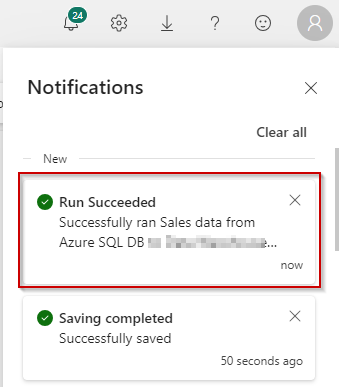 24
Notifications
Clear all
New
Run Succeeded
Successfully ran Sales data from
Azure SQL DB
now
Saving completed
Successfully saved
50 seconds ago